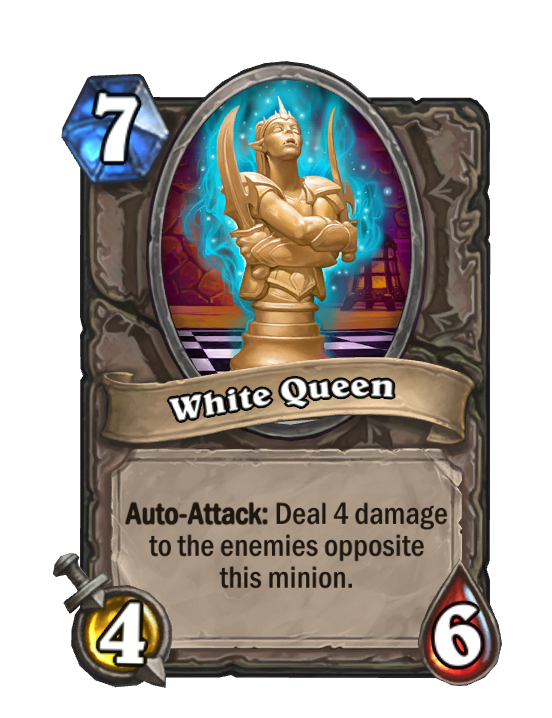 7
White Queen
Auto-Attack: Deal 4 damage
to the enemies opposite
this minion.
4
6